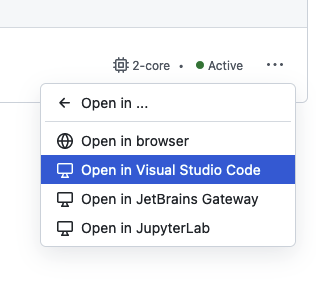 2-core • Active ...
Open in ...
Open in browser
Open in Visual Studio Code
Open in JetBrains Gateway
Open in JupyterLab